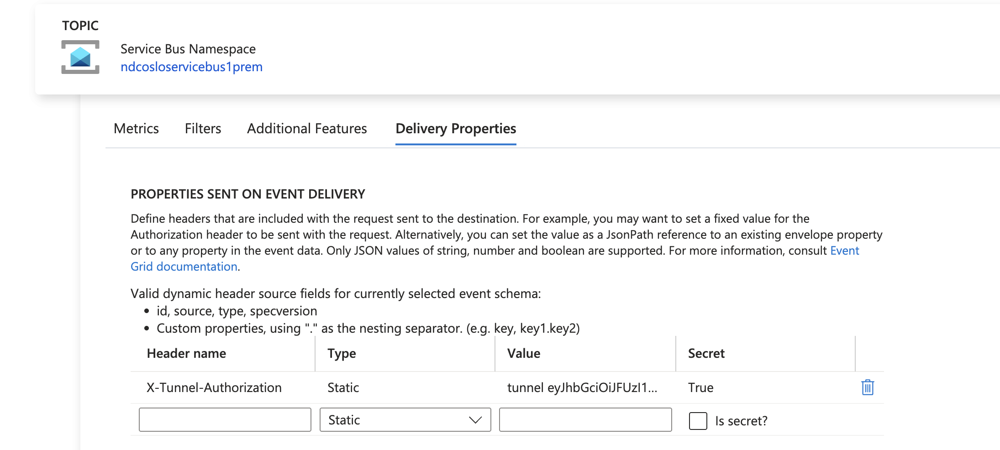 TOPIC
Service Bus Namespace
ndcosloservicebus1prem
Metrics Filters Additional Features Delivery Properties
PROPERTIES SENT ON EVENT DELIVERY
Define headers that are included with the request sent to the destination. For example, you may want to set a fixed value for the
Authorization header to be sent with the request. Alternatively, you can set the value as a JsonPath reference to an existing envelope property
or to any property in the event data. Only JSON values of string, number and boolean are supported. For more information, consult Event
Grid documentation.
Valid dynamic header source fields for currently selected event schema:
• id, source, type, specversion
• Custom properties, using "." as the nesting separator. (e.g. key, key1.key2)
Header name Type Value Secret
X-Tunnel-Authorization Static tunnel eyJhbGciOiJFUzI1... True
Static Is secret?